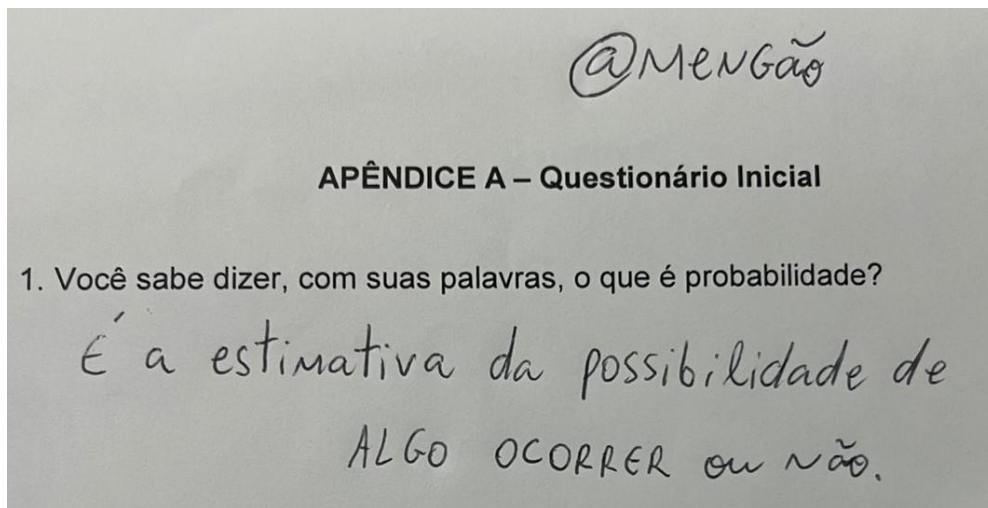 @MENGão
APÊNDICE A – Questionário Inicial
1. Você sabe dizer, com suas palavras, o que é probabilidade?
É a estimativa da possibilidade de
ALGO OCORRER ou Não.